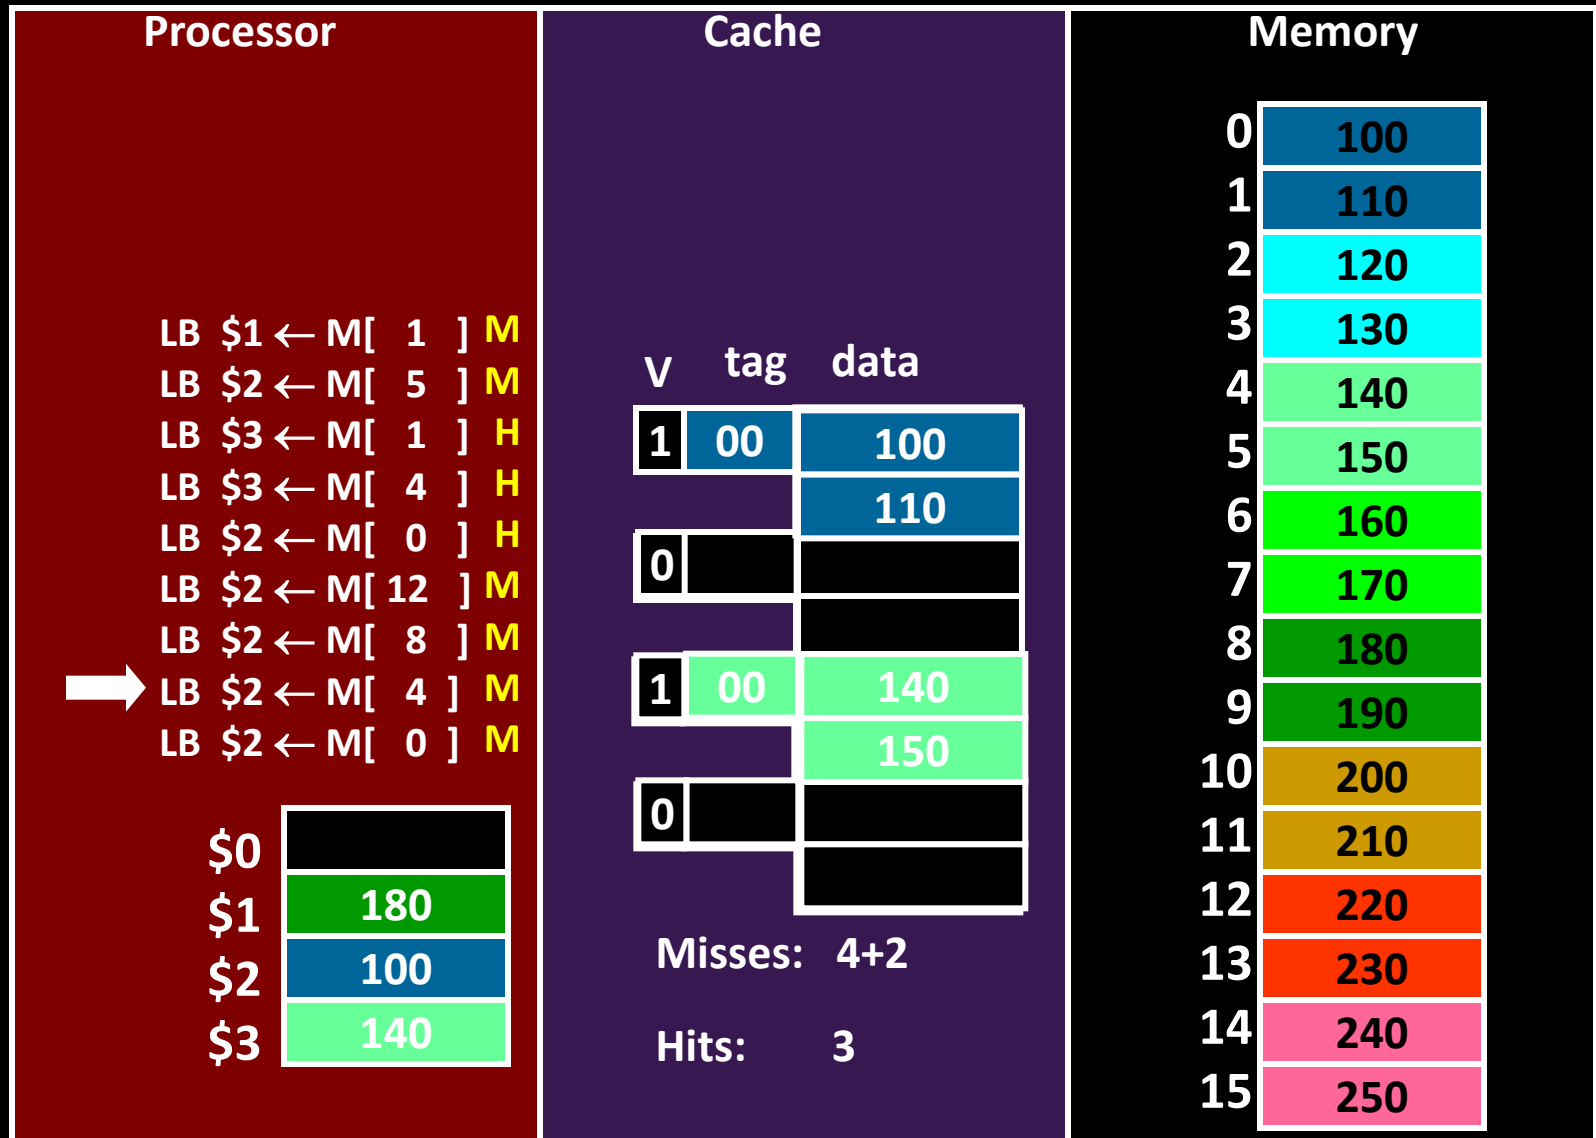 Processor
LB $1 ← M[ 1 ] M
LB $2 ← M[ 5 ] M
LB $3 ← M[ 1 ] H
LB $3 ← M[ 4 ] H
LB $2 ← M[ 0 ] H
LB $2 ← M[ 12 ] M
LB $2 ← M[ 8 ] M
LB $2 ← M[ 4 ] M
LB $2 ← M[ 0 ] M
$0
$1 180
$2 100
$3 140
Cache
V tag data
1 00 100
110
0
1 00 140
150
0
Misses: 4+2
Hits: 3
Memory
0 100
1 110
2 120
3 130
4 140
5 150
6 160
7 170
8 180
9 190
10 200
11 210
12 220
13 230
14 240
15 250